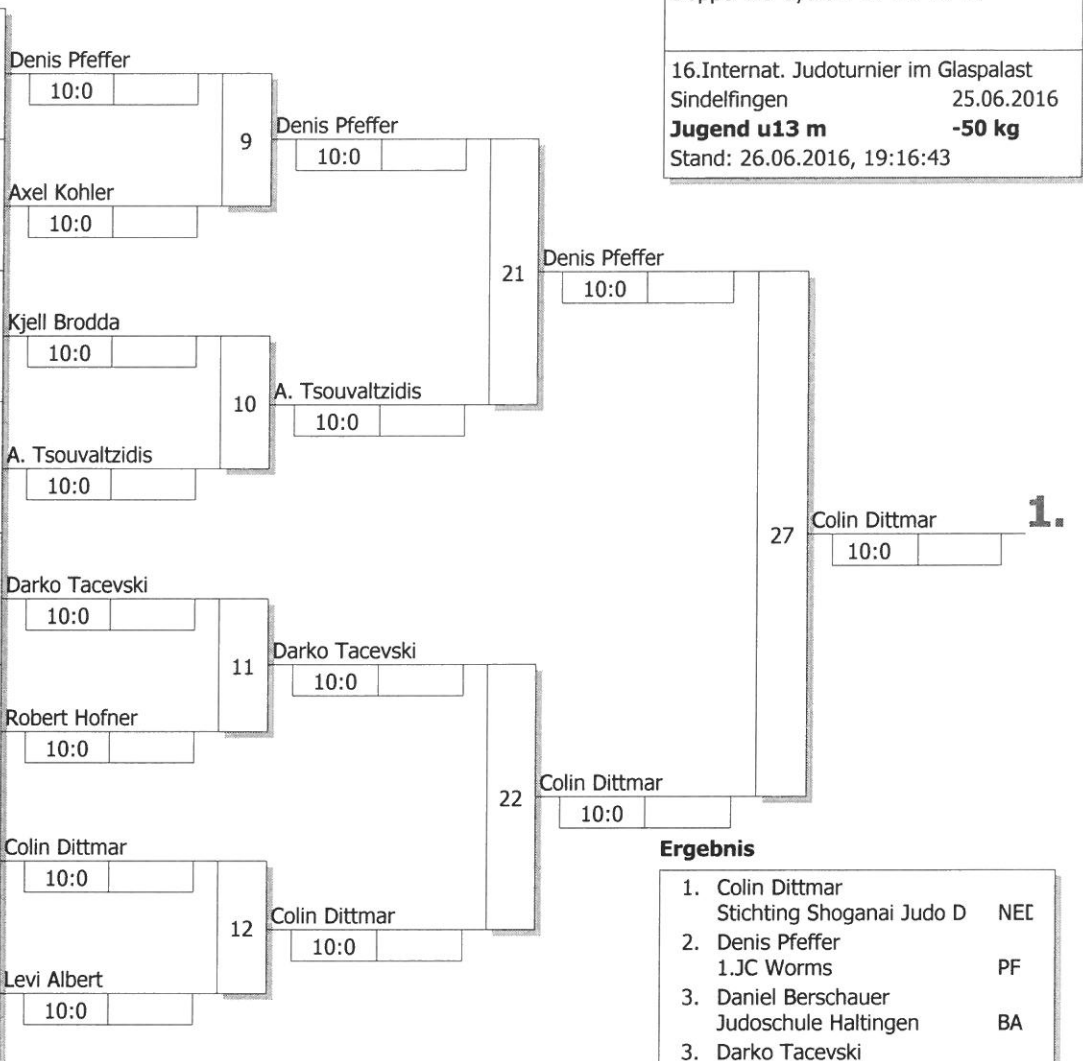 16.Internat. Judoturnier im Glaspalast
Sindelfingen 25.06.2016
Jugend u13 m -50 kg
Stand: 26.06.2016, 19:16:43
Denis Pfeffer
10:0
9
Axel Kohler
10:0
Denis Pfeffer
10:0
Kjell Brodda
10:0
10
A. Tsouvaltzidis
10:0
A. Tsouvaltzidis
10:0
21
Denis Pfeffer
10:0
Darko Tacevski
10:0
11
Robert Hofner
10:0
Darko Tacevski
10:0
Colin Dittmar
10:0
12
Levi Albert
10:0
Colin Dittmar
10:0
22
Colin Dittmar
10:0
27
Colin Dittmar
10:0
1.
Ergebnis
1. Colin Dittmar
Stichting Shoganai Judo D NED
2. Denis Pfeffer
1.JC Worms PF
3. Daniel Berschauer
Judoschule Haltingen BA
3. Darko Tacevski